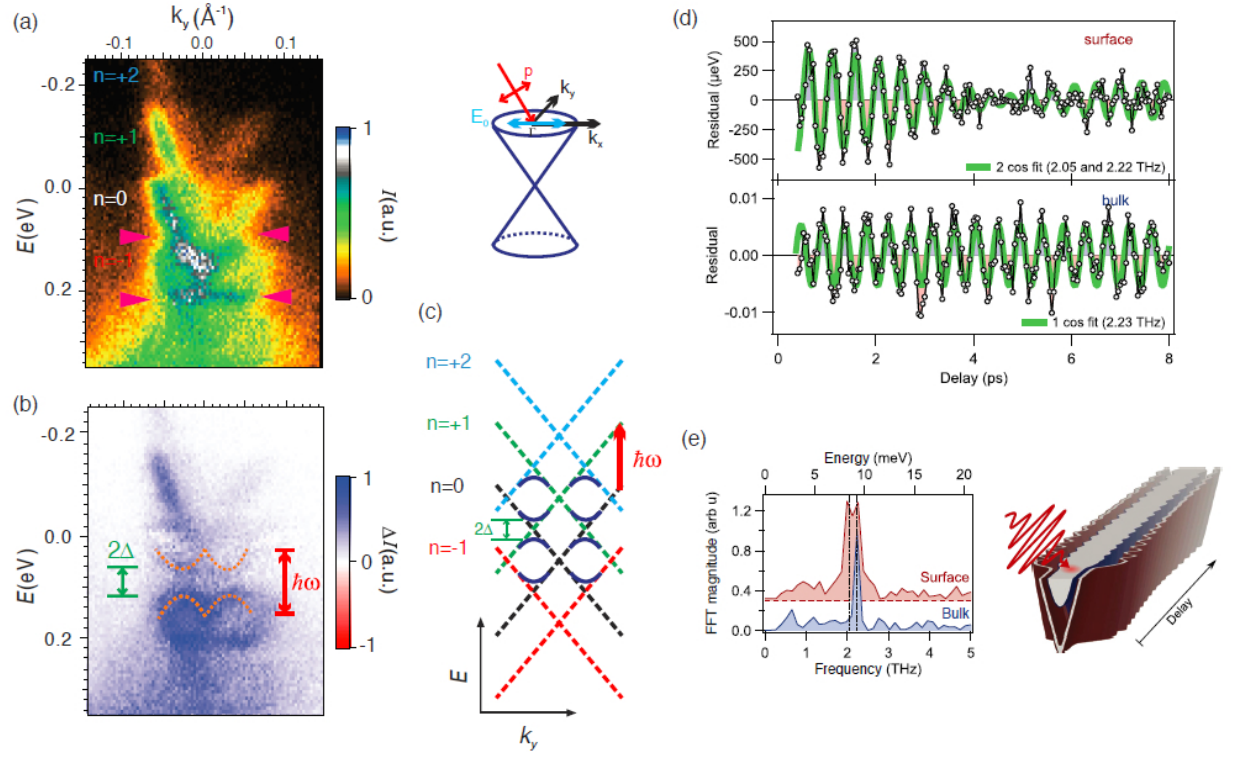 (a)
k_y (Å⁻¹)
-0.1 0.0 0.1
-0.2
0.0
0.2
E(eV)
n=+2
n=+1
n=0
n=-1
1
0
I(a.u.)
p
k_y
E₀
Γ
k_x
(b)
-0.2
0.0
0.2
E(eV)
2Δ
ħω
1
0
-1
Δ I(a.u.)
(c)
n=+2
n=+1
n=0
n=-1
2Δ
ħω
E
k_y
(d)
surface
500
250
0
-250
-500
Residual (µeV)
2 cos fit (2.05 and 2.22 THz)
bulk
0.01
0.00
-0.01
Residual
1 cos fit (2.23 THz)
0 2 4 6 8
Delay (ps)
(e)
Energy (meV)
0 5 10 15 20
1.2
0.8
0.4
0.0
FFT magnitude (arb u)
Surface
Bulk
0 1 2 3 4 5
Frequency (THz)
Delay